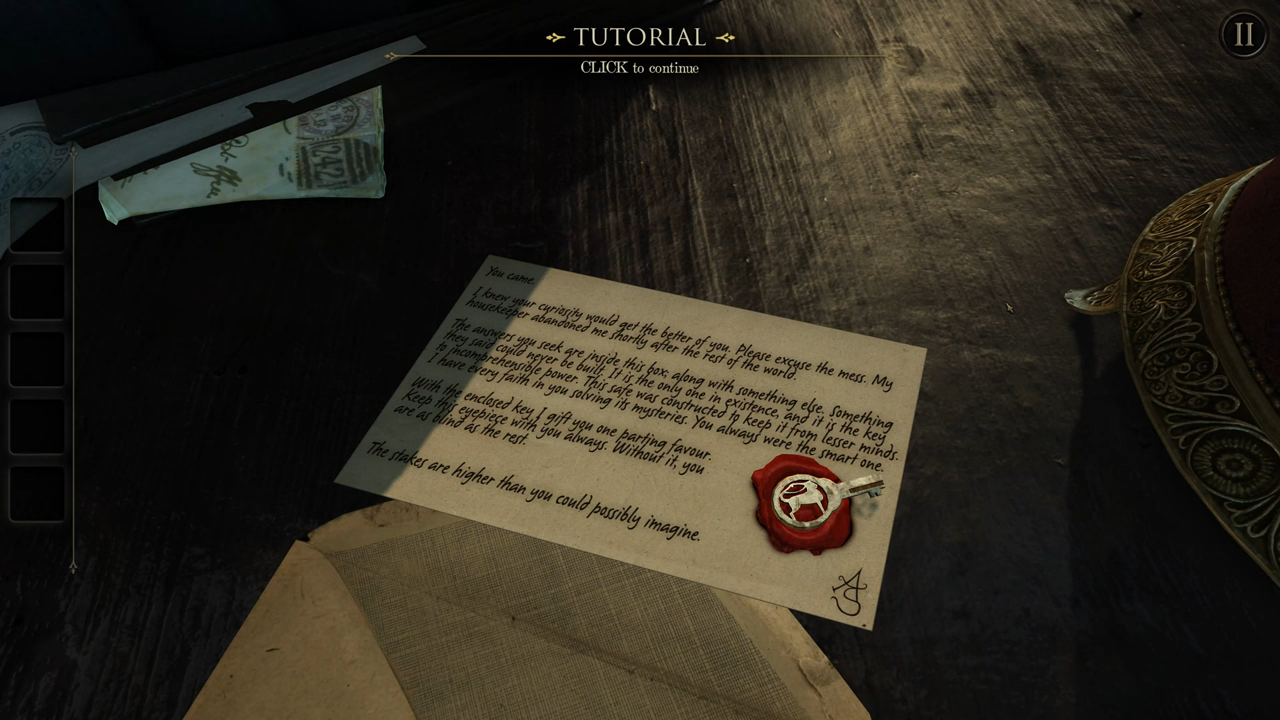 TUTORIAL
CLICK to continue
242
You came.
I knew your curiosity would get the better of you. Please excuse the mess. My
housekeeper abandoned me shortly after the rest of the world.
The answers you seek are inside this box; along with something else. Something
they said could never be built. It is the only one in existence, and it is the key
to incomprehensible power. This safe was constructed to keep it from lesser minds.
I have every faith in you solving its mysteries. You always were the smart one.
With the enclosed key I gift you one parting favour.
Keep this eyepiece with you always. Without it, you
are as blind as the rest.
The stakes are higher than you could possibly imagine.